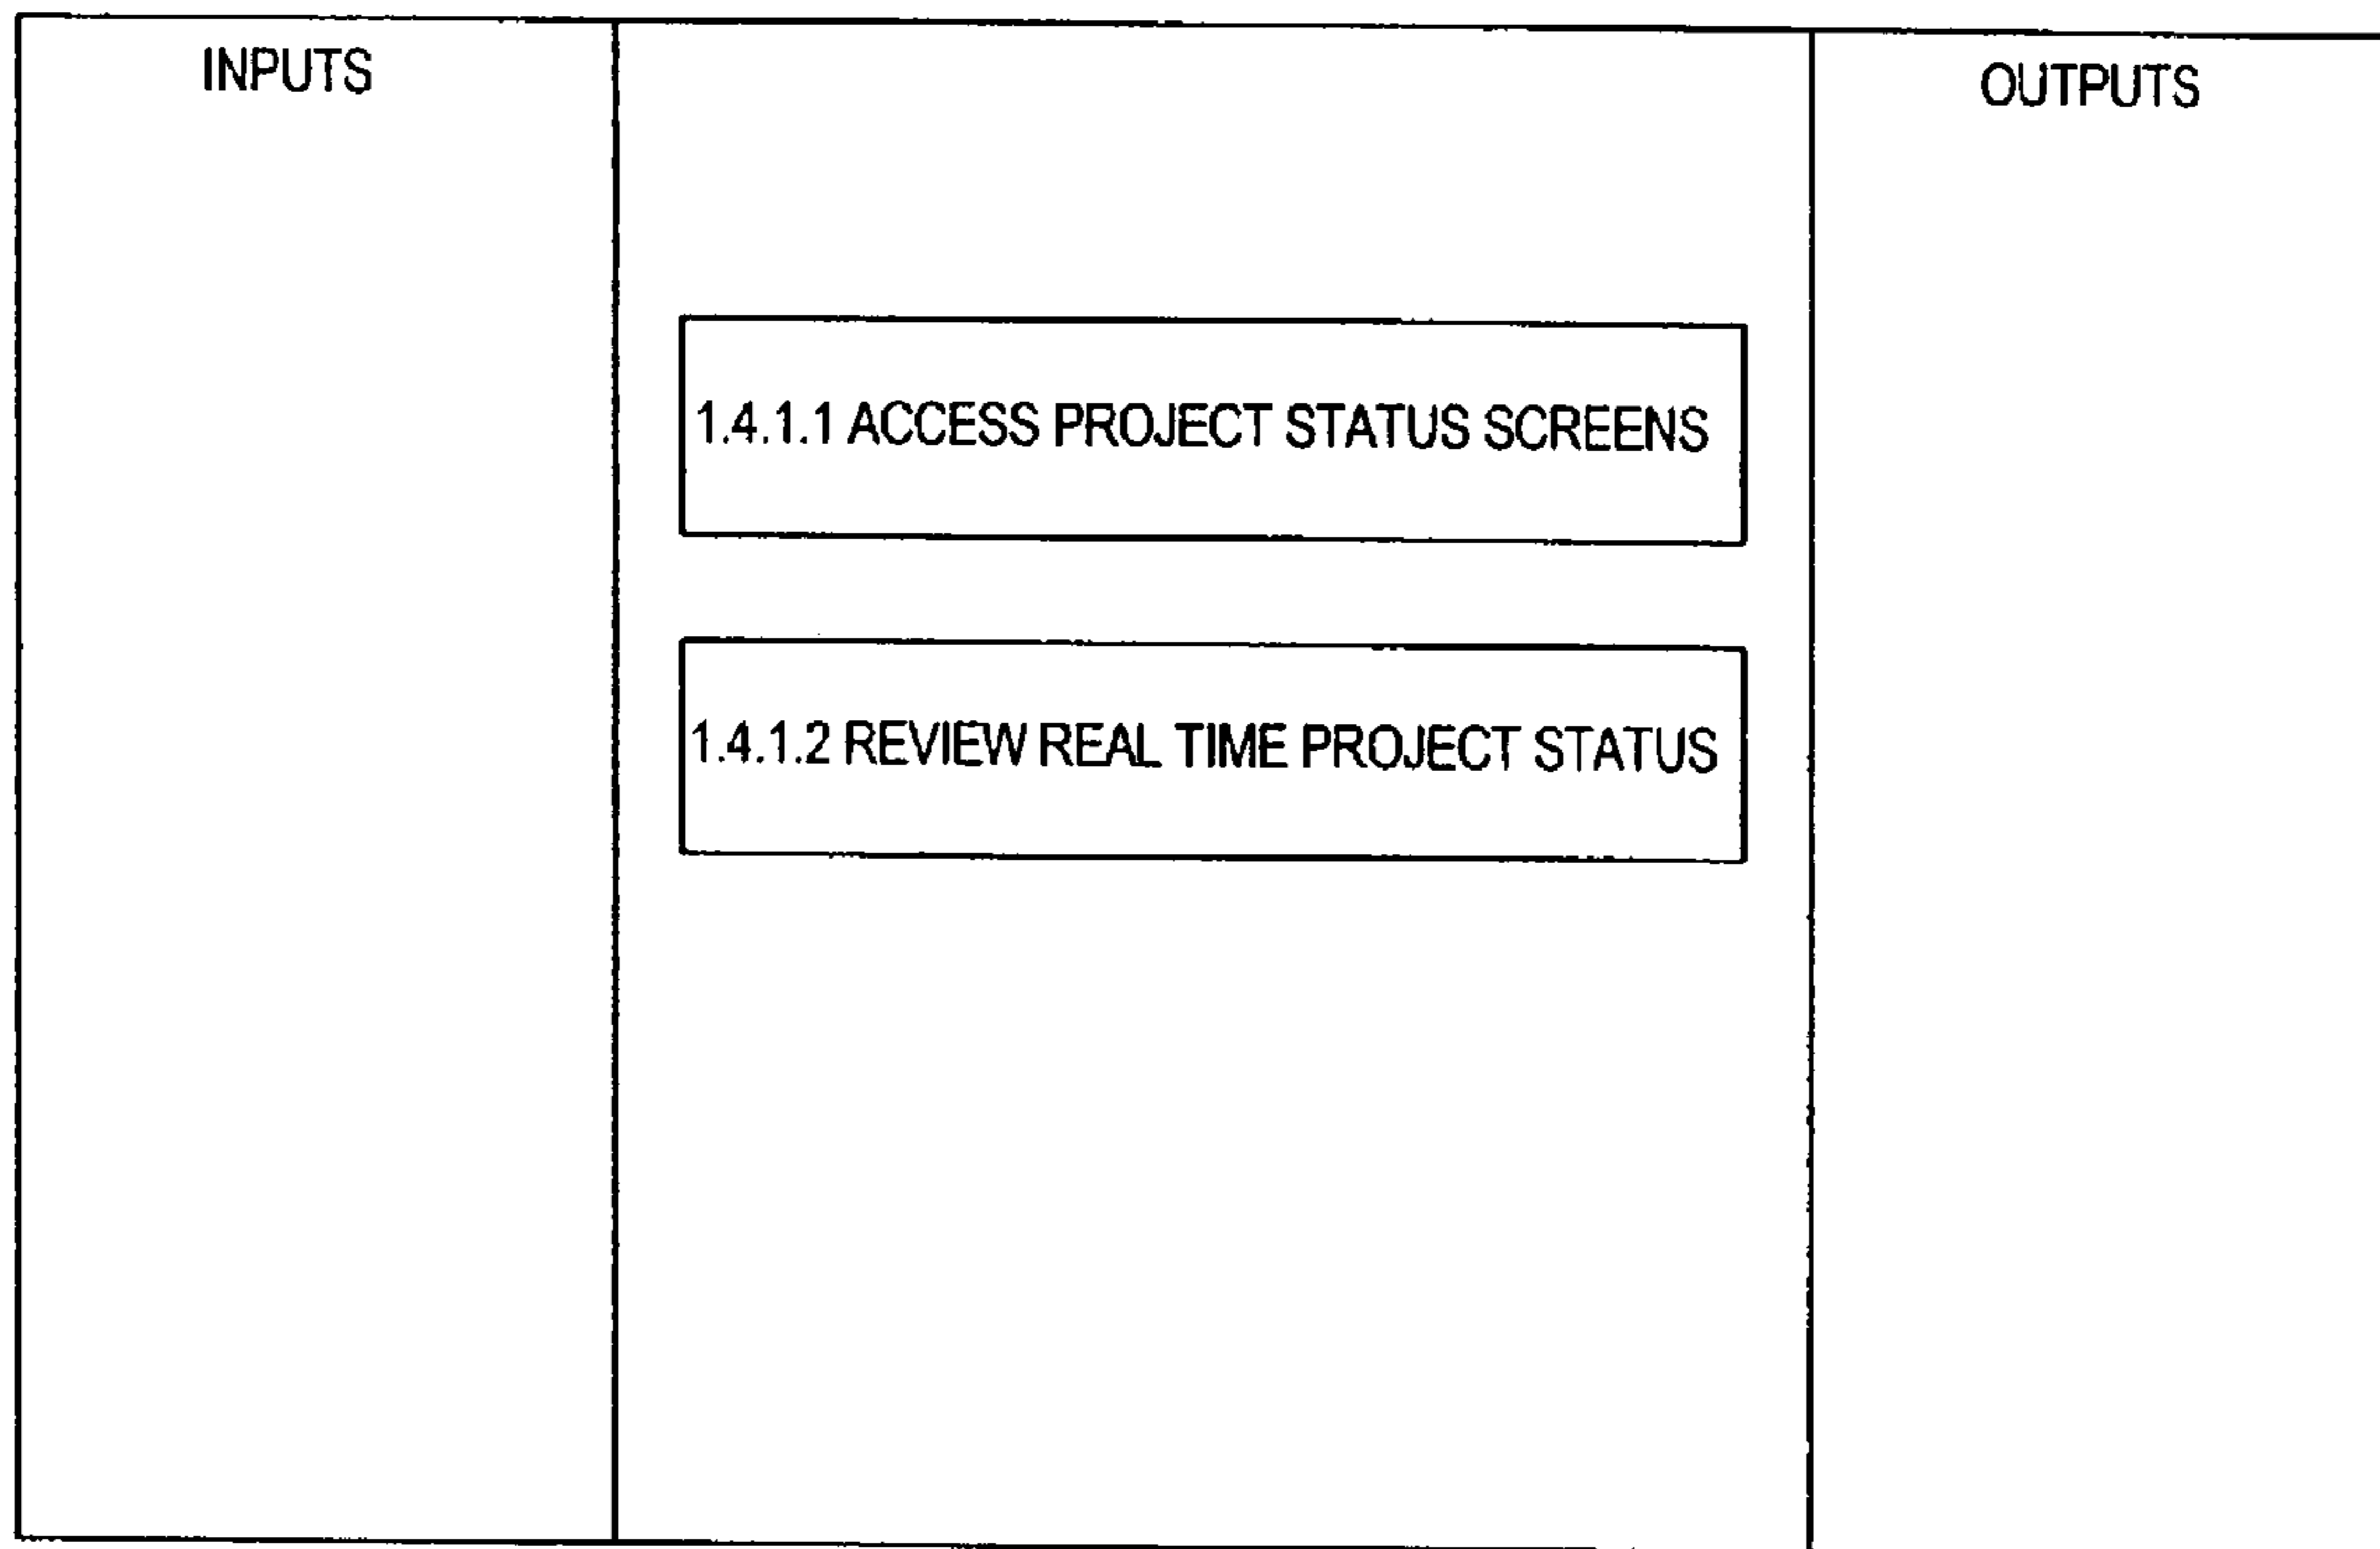 INPUTS
OUTPUTS
1.4.1.1 ACCESS PROJECT STATUS SCREENS
1.4.1.2 REVIEW REAL TIME PROJECT STATUS